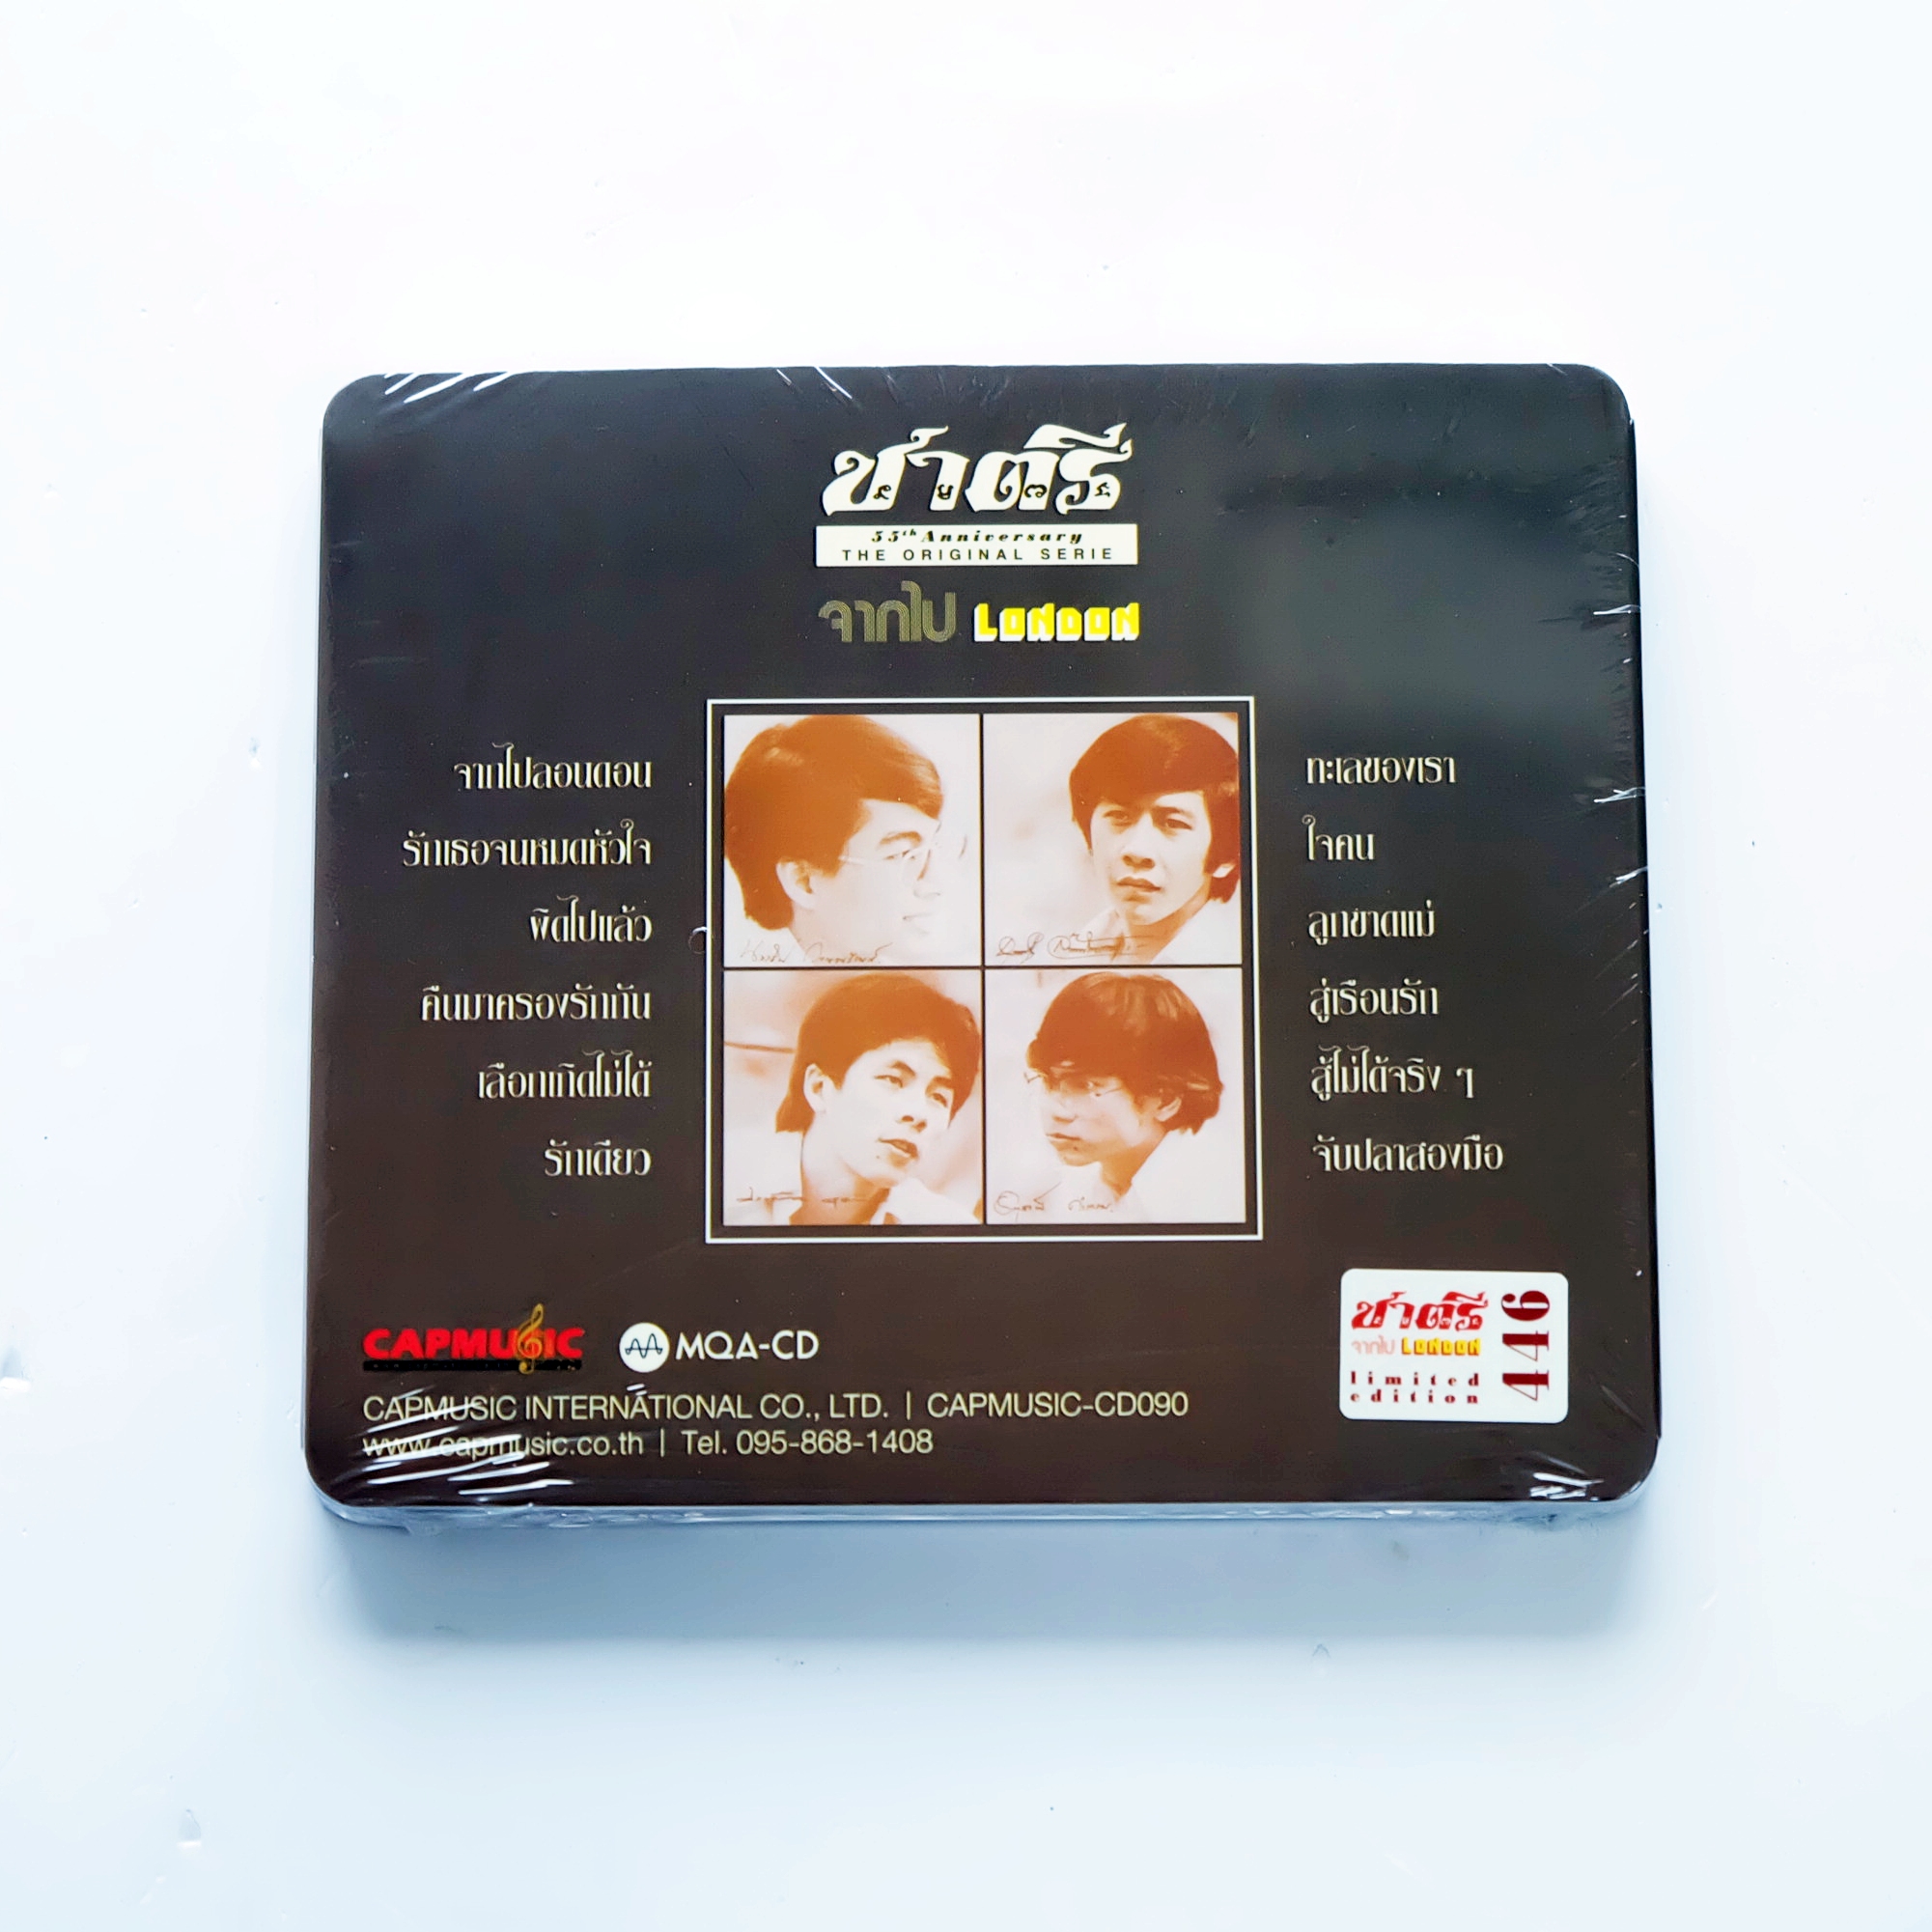 ชาตรี
55th Anniversary
THE ORIGINAL SERIE
จากไป LONDON
จากไปลอนดอน
รักเธอจนหมดหัวใจ
ผิดไปแล้ว
คืนมาครองรักกัน
เลือกเกิดไม่ได้
รักเดียว
ทะเลของเรา
ใจคน
ลูกขาดแม่
สู่เรือนรัก
สู้ไม่ได้จริง ๆ
จับปลาสองมือ
CAPMUSIC
MQA-CD
CAPMUSIC INTERNATIONAL CO., LTD. | CAPMUSIC-CD090
www.capmusic.co.th | Tel. 095-868-1408
ชาตรี
จากไป LONDON
limited
edition
446